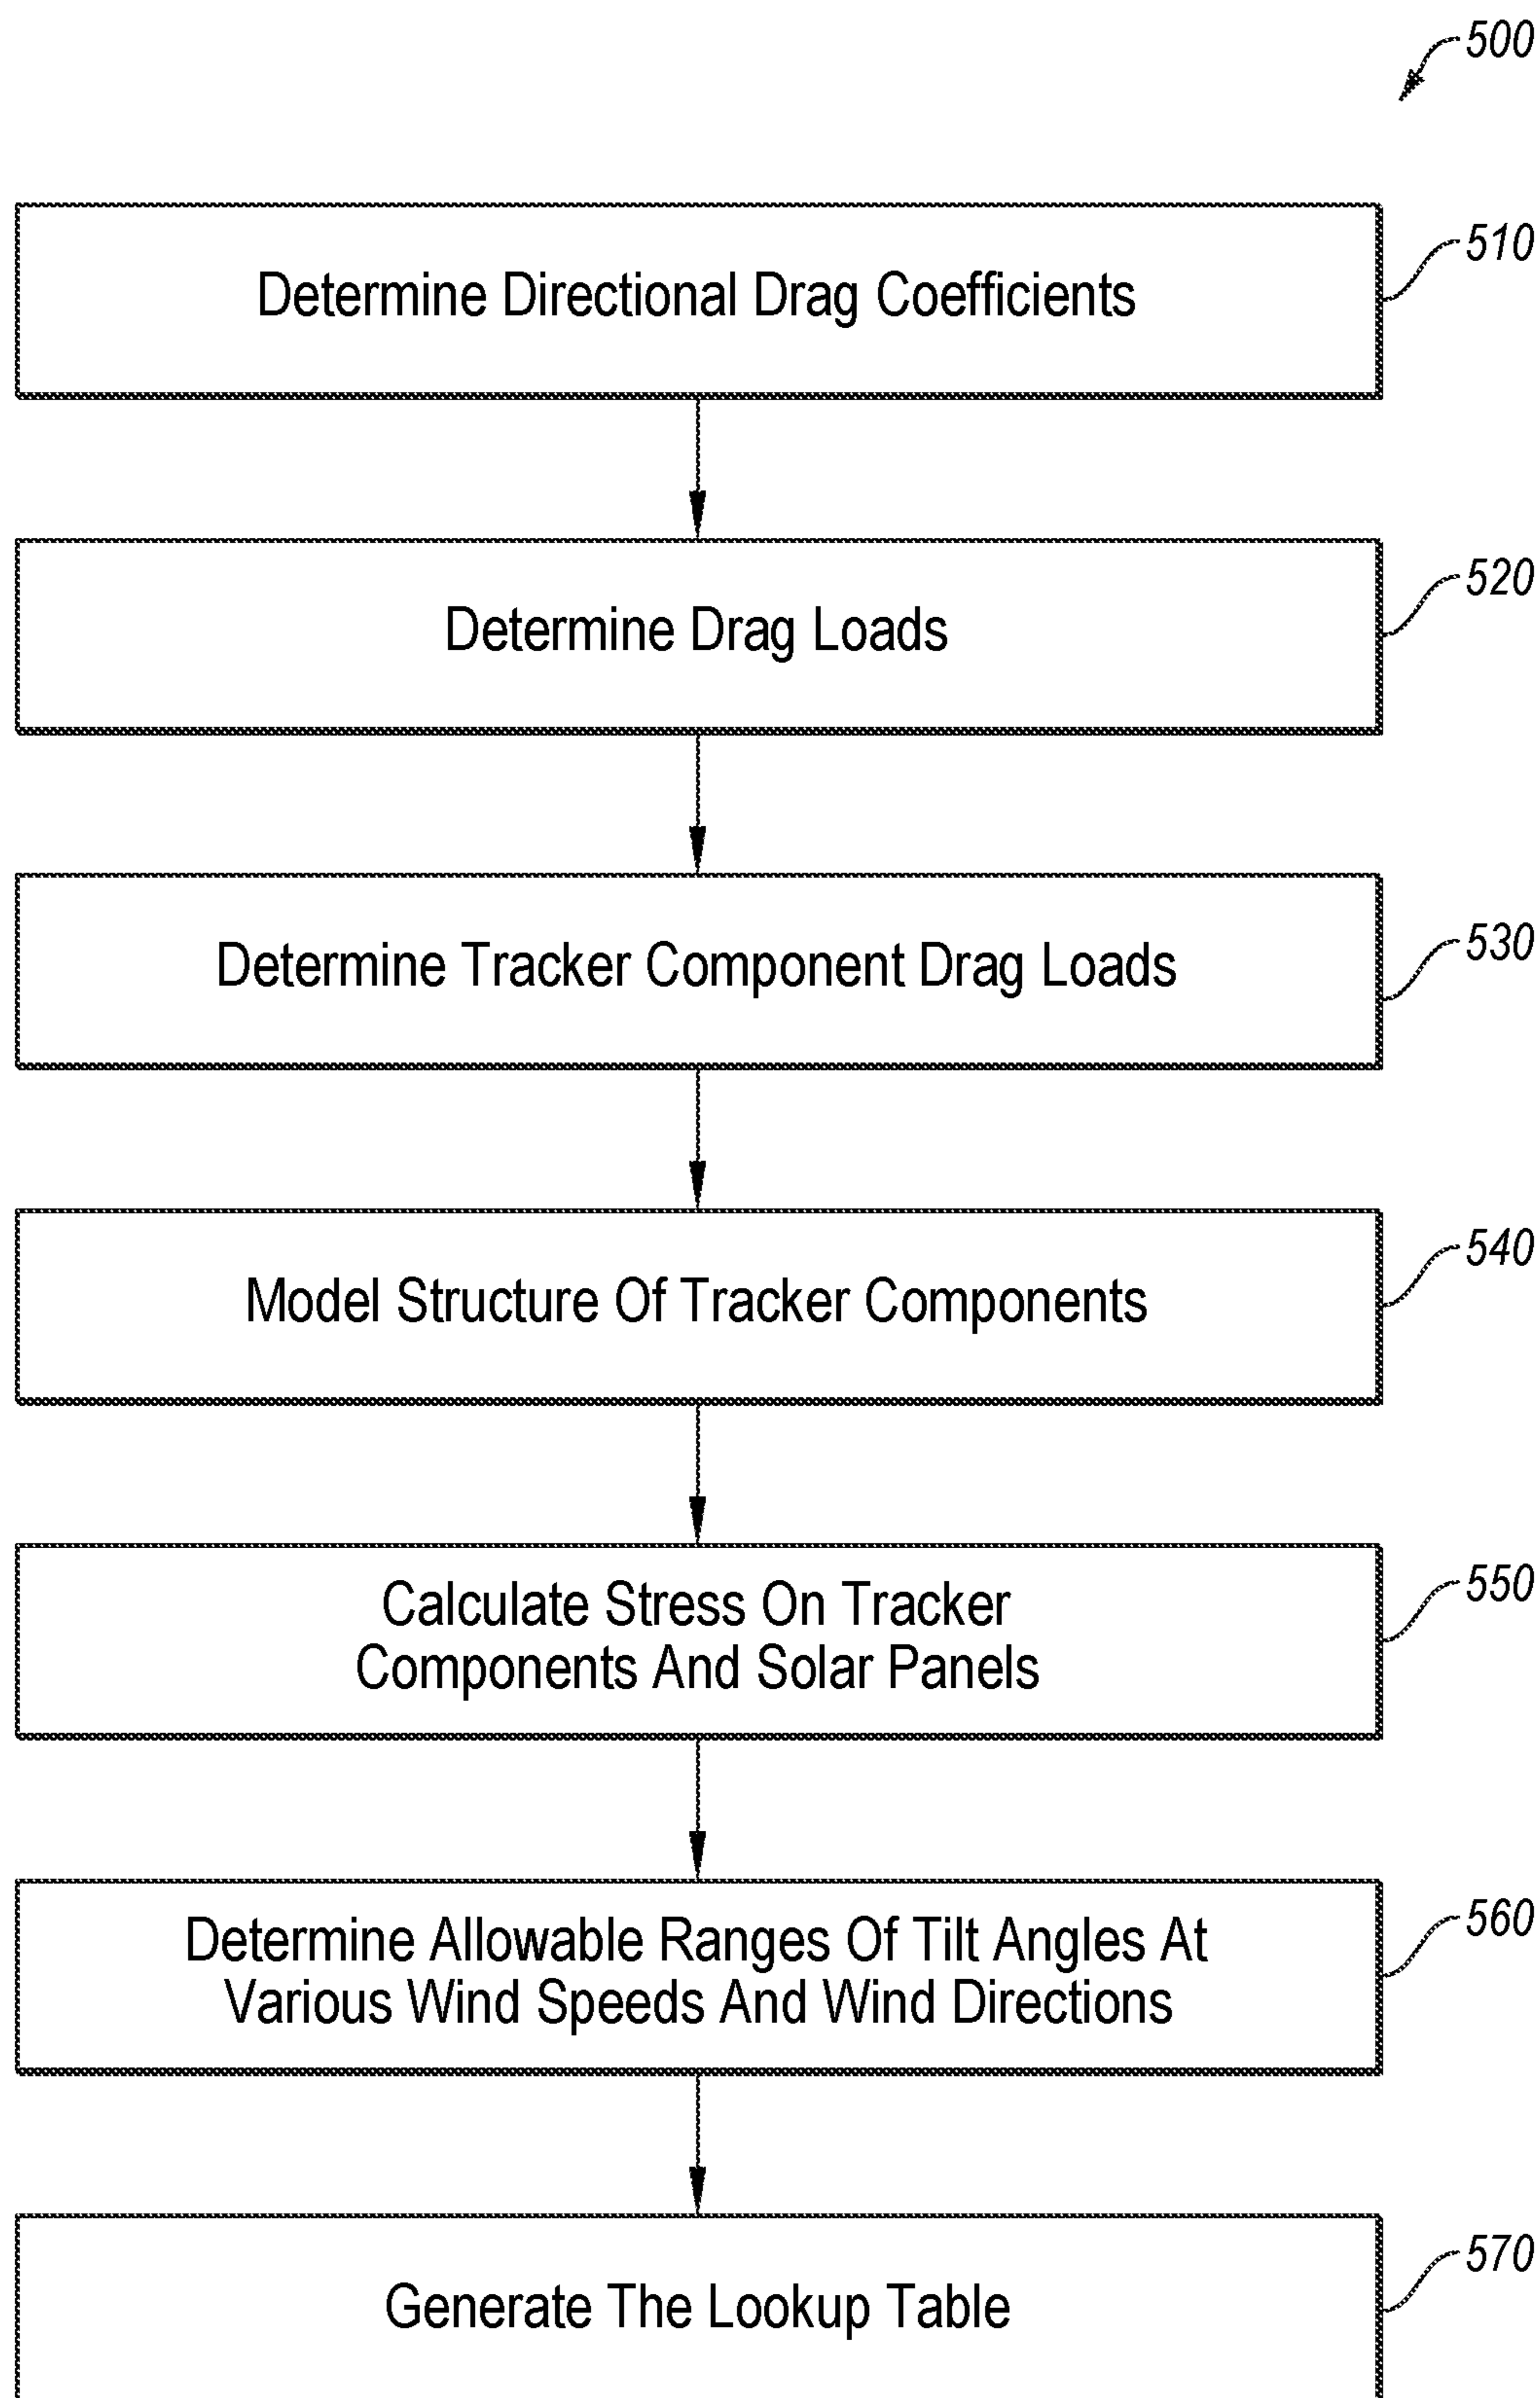 500
Determine Directional Drag Coefficients
510
Determine Drag Loads
520
Determine Tracker Component Drag Loads
530
Model Structure Of Tracker Components
540
Calculate Stress On Tracker
Components And Solar Panels
550
Determine Allowable Ranges Of Tilt Angles At
Various Wind Speeds And Wind Directions
560
Generate The Lookup Table
570